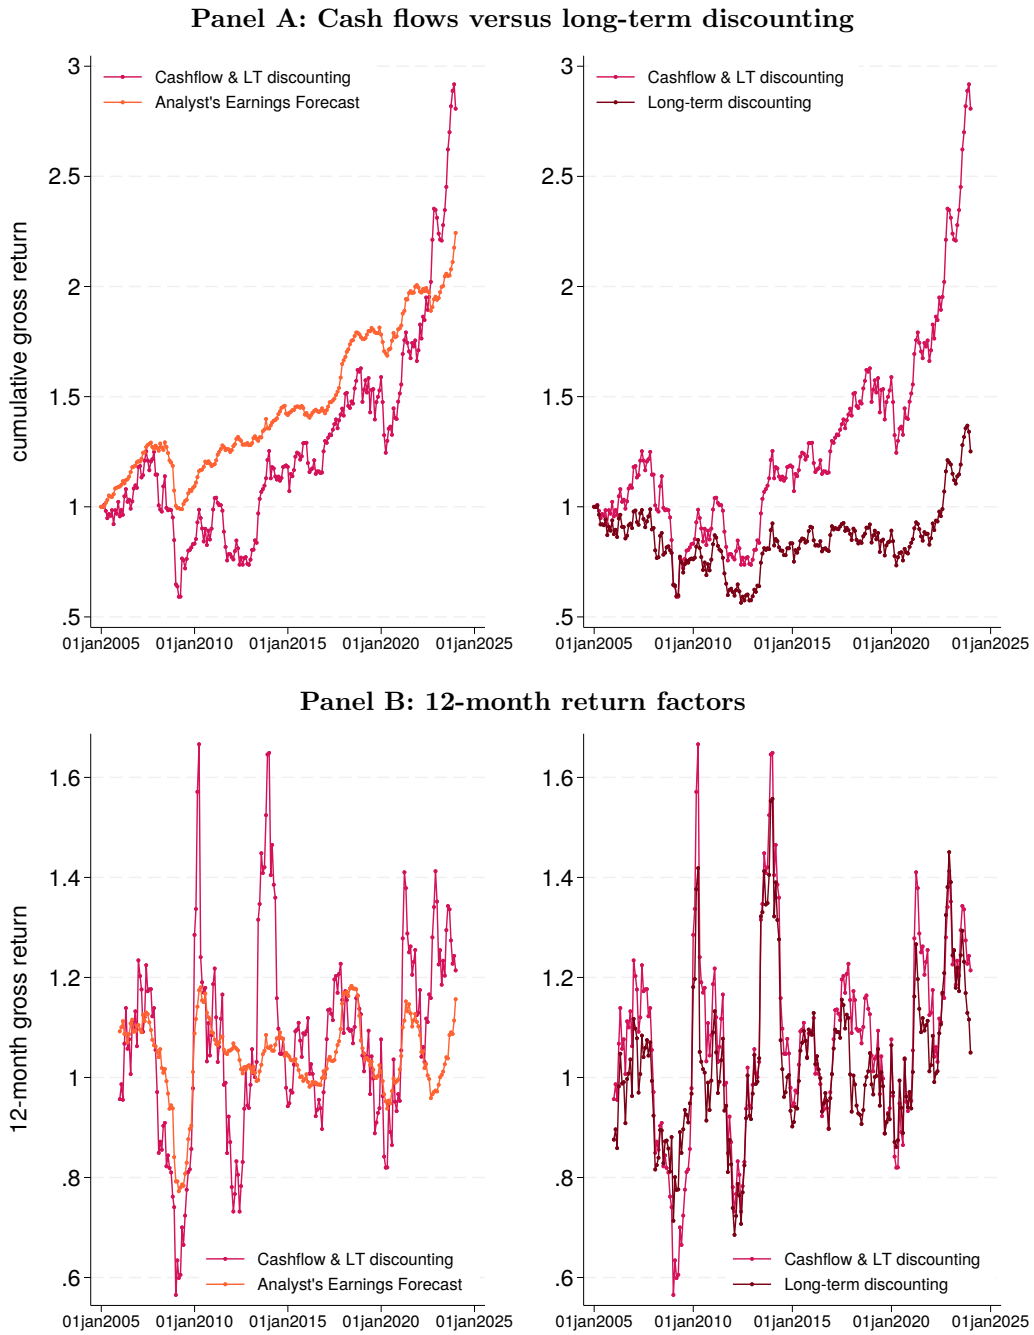 Panel A: Cash flows versus long-term discounting
cumulative gross return
3
2.5
2
1.5
1
.5
Cashflow & LT discounting
Analyst's Earnings Forecast
01jan2005 01jan2010 01jan2015 01jan2020 01jan2025
3
2.5
2
1.5
1
.5
Cashflow & LT discounting
Long-term discounting
01jan2005 01jan2010 01jan2015 01jan2020 01jan2025
Panel B: 12-month return factors
12-month gross return
1.6
1.4
1.2
1
.8
.6
Cashflow & LT discounting
Analyst's Earnings Forecast
01jan2005 01jan2010 01jan2015 01jan2020 01jan2025
1.6
1.4
1.2
1
.8
.6
Cashflow & LT discounting
Long-term discounting
01jan2005 01jan2010 01jan2015 01jan2020 01jan2025